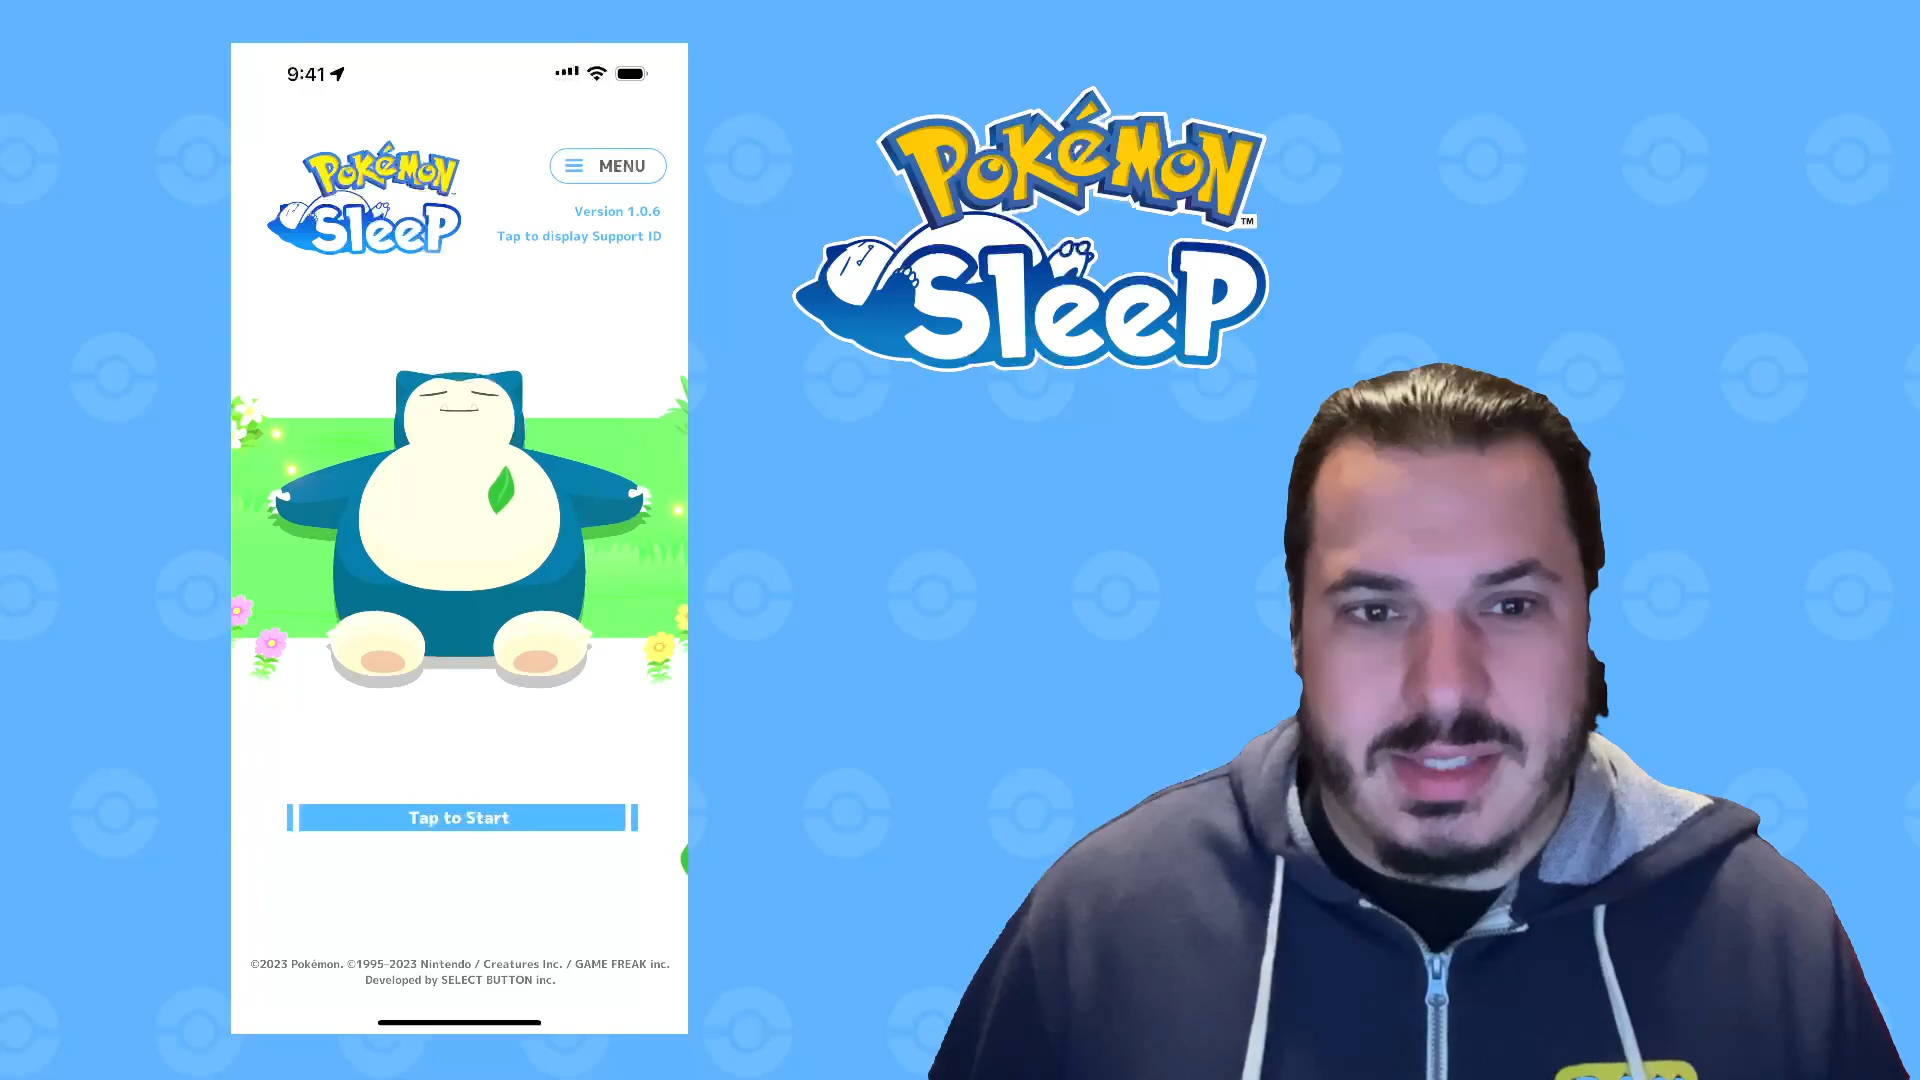 9:41
POKéMON
Sleep
MENU
Version 1.0.6
Tap to display Support ID
Tap to Start
©2023 Pokémon. ©1995–2023 Nintendo / Creatures Inc. / GAME FREAK inc.
Developed by SELECT BUTTON inc.
POKéMON
TM
Sleep